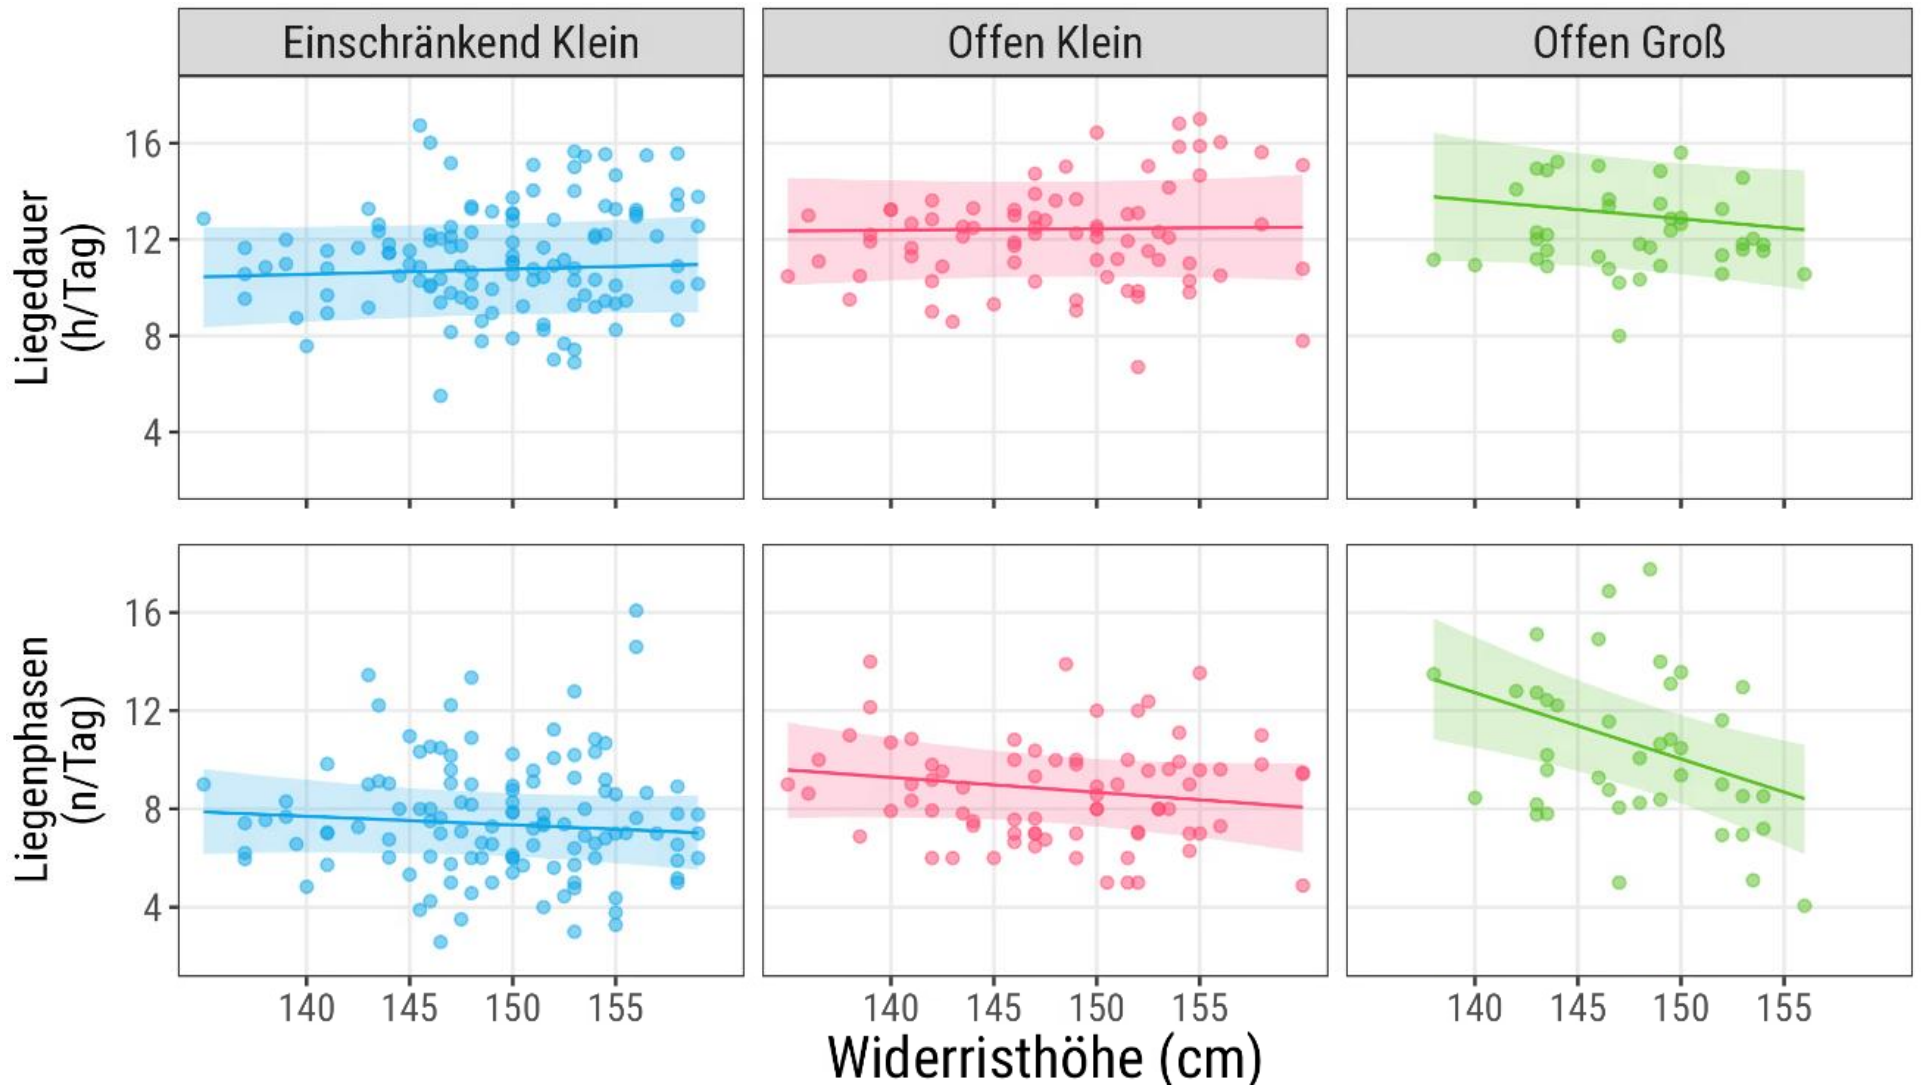 Einschränkend Klein
Offen Klein
Offen Groß
Liegedauer
(h/Tag)
16
12
8
4
Liegenphasen
(n/Tag)
16
12
8
4
140 145 150 155
140 145 150 155
140 145 150 155
Widerristhöhe (cm)